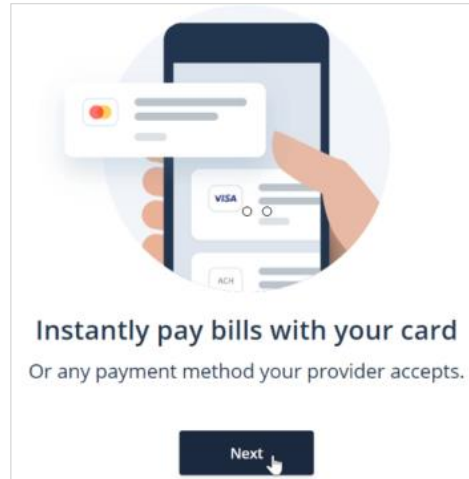 VISA
ACH
Instantly pay bills with your card
Or any payment method your provider accepts.
Next